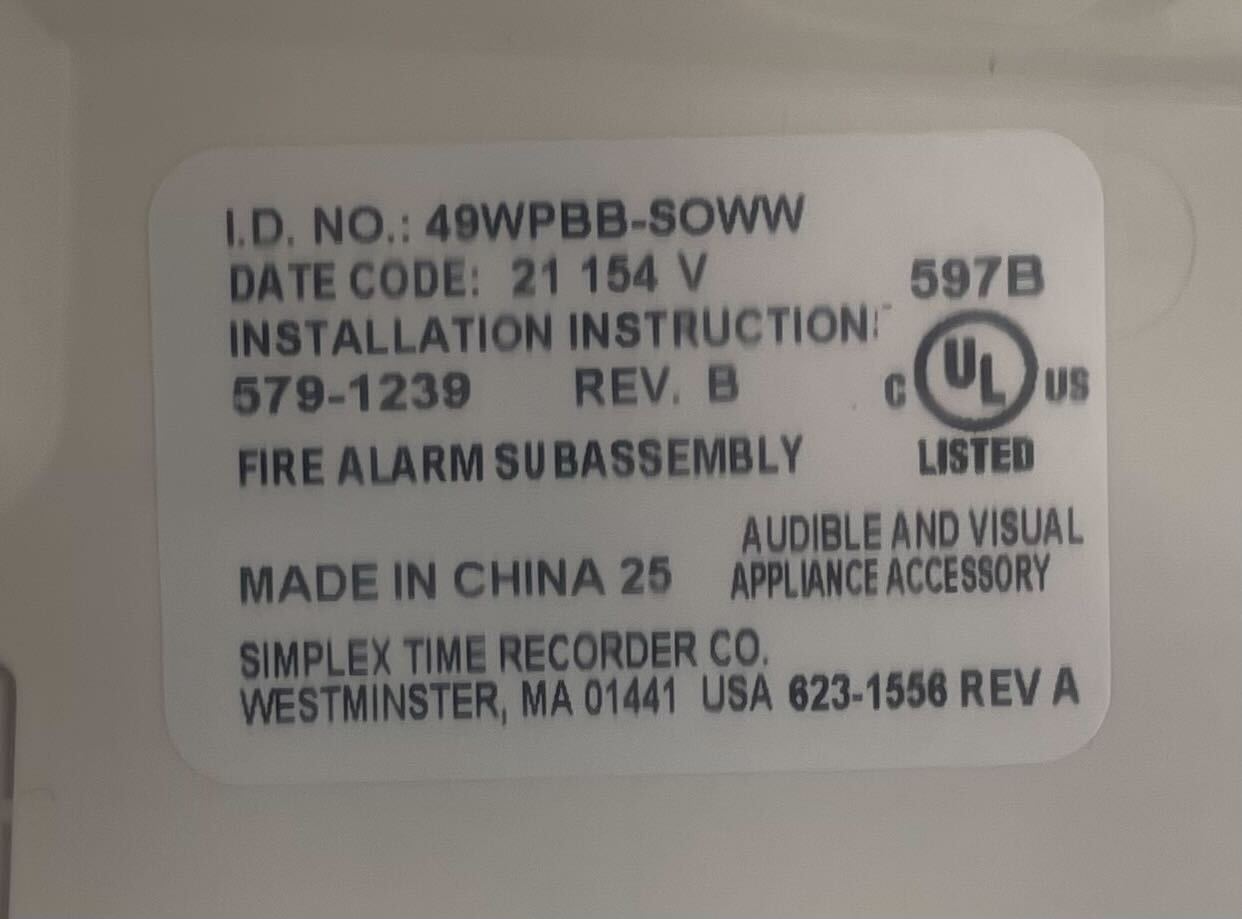 I.D. NO.: 49WPBB-SOWW
DATE CODE: 21 154 V
597B
INSTALLATION INSTRUCTION:
579-1239 REV. B
C UL US
LISTED
FIRE ALARM SUBASSEMBLY
AUDIBLE AND VISUAL
APPLIANCE ACCESSORY
MADE IN CHINA 25
SIMPLEX TIME RECORDER CO.
WESTMINSTER, MA 01441 USA 623-1556 REV A